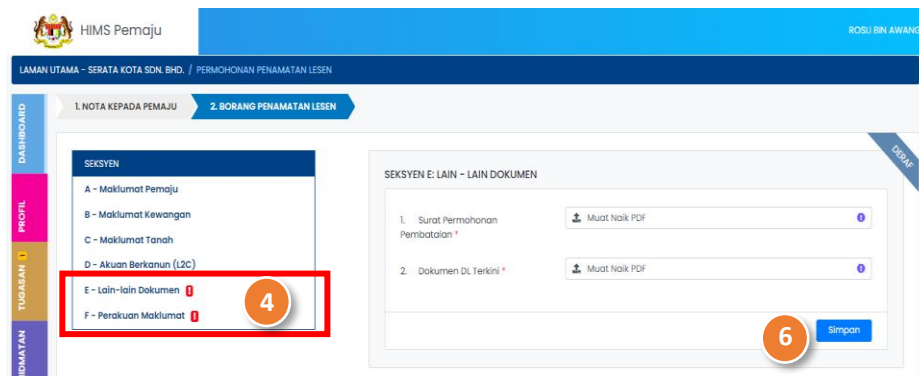 HIMS Pemaju
ROSLI BIN AWANG
LAMAN UTAMA - SERATA KOTA SDN. BHD. / PERMOHONAN PENAMATAN LESEN
1. NOTA KEPADA PEMAJU
2. BORANG PENAMATAN LESEN
DASHBOARD
PROFIL
TUGASAN 1
DERAF
SEKSYEN
A - Maklumat Pemaju
B - Maklumat Kewangan
C - Maklumat Tanah
D - Akuan Berkanun (L2C)
E - Lain-lain Dokumen !
F - Perakuan Maklumat !
4
SEKSYEN E: LAIN - LAIN DOKUMEN
1. Surat Permohonan
Pembatalan *
Muat Naik PDF
2. Dokumen DL Terkini *
Muat Naik PDF
6
Simpan